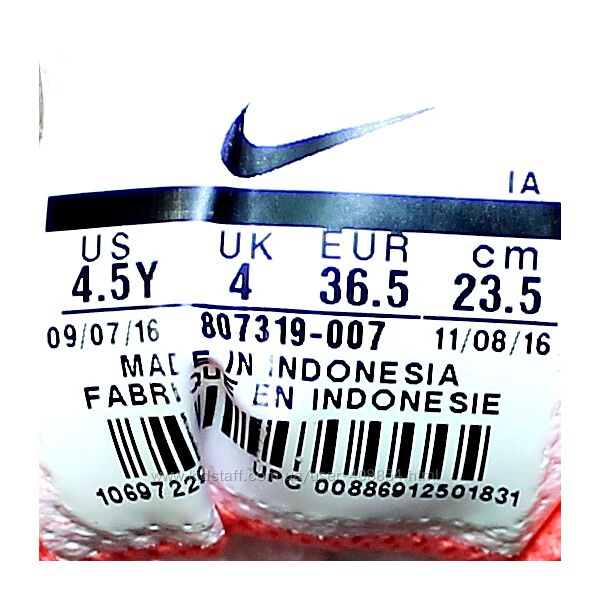 IA
US UK EUR cm
4.5Y 4 36.5 23.5
09/07/16 807319-007 11/08/16
MADE IN INDONESIA
FABRIQUE EN INDONESIE
UPC 00886912501831